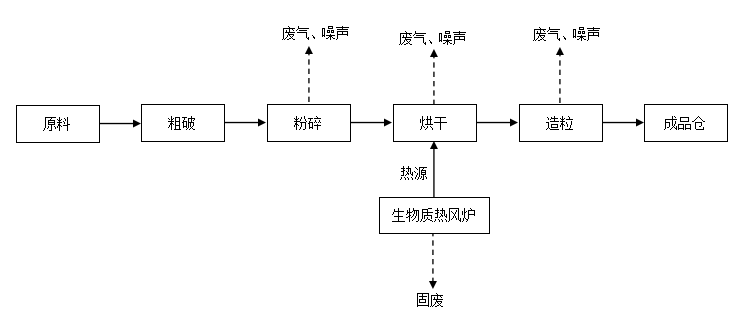 废气、噪声
废气、噪声
废气、噪声
原料
粗破
粉碎
烘干
造粒
成品仓
热源
生物质热风炉
固废